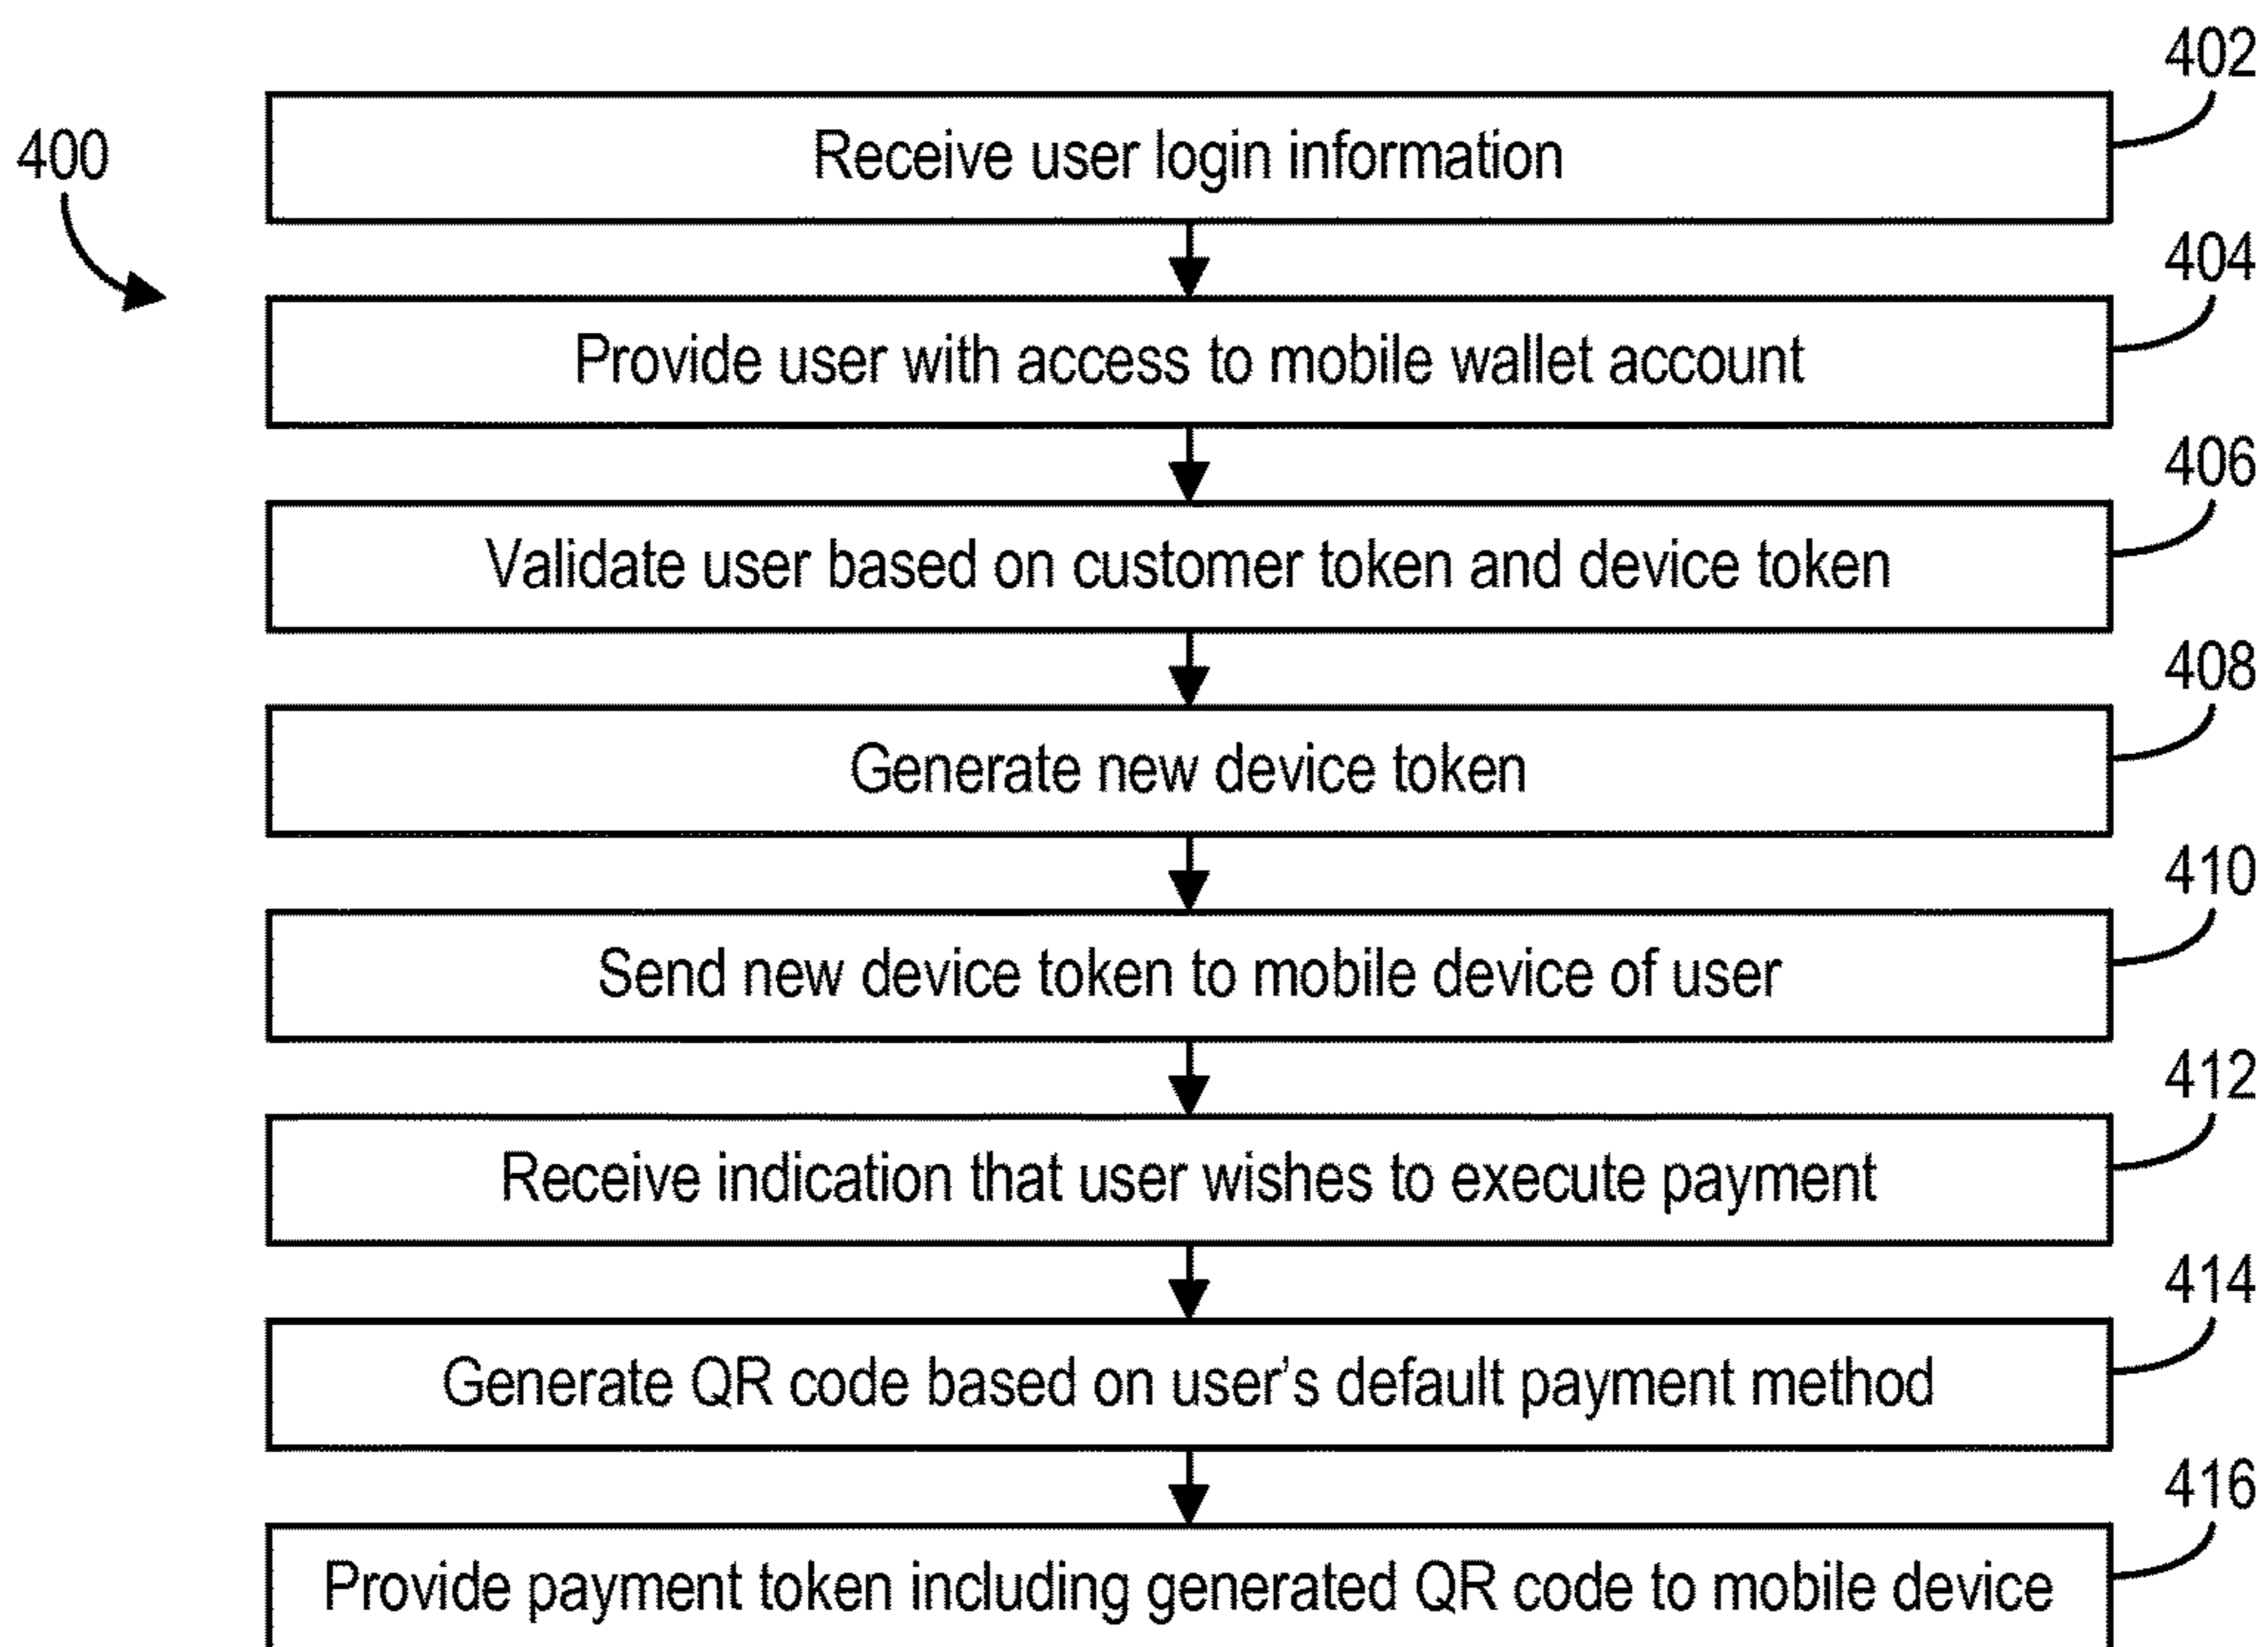 402
Receive user login information
400
404
Provide user with access to mobile wallet account
406
Validate user based on customer token and device token
408
Generate new device token
410
Send new device token to mobile device of user
412
Receive indication that user wishes to execute payment
414
Generate QR code based on user’s default payment method
416
Provide payment token including generated QR code to mobile device